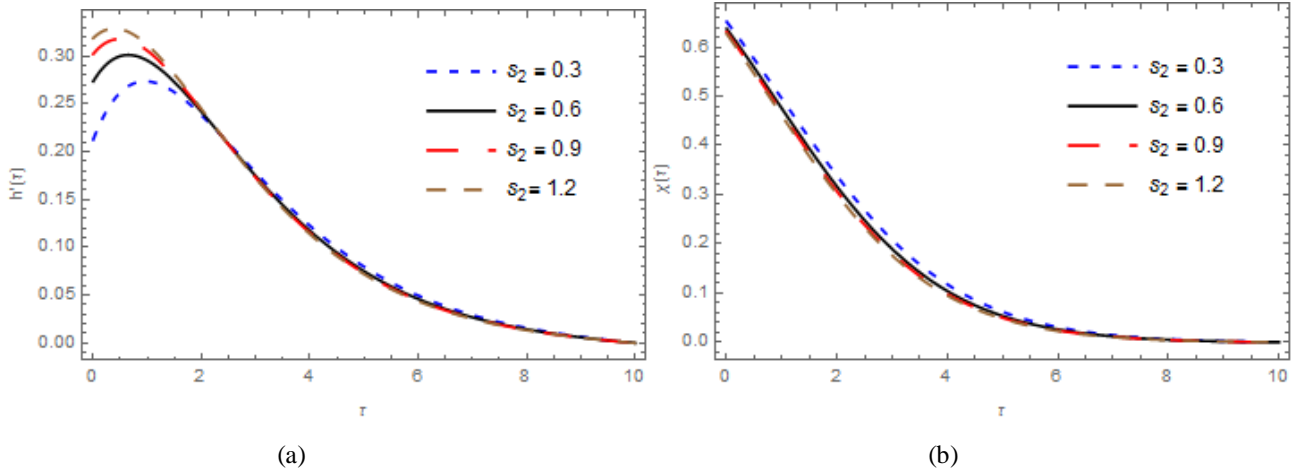 0.30
0.25
0.20
0.15
0.10
0.05
0.00
h'(τ)
s₂ = 0.3
s₂ = 0.6
s₂ = 0.9
s₂ = 1.2
0 2 4 6 8 10
τ
(a)
0.6
0.5
0.4
0.3
0.2
0.1
0.0
χ(τ)
s₂ = 0.3
s₂ = 0.6
s₂ = 0.9
s₂ = 1.2
0 2 4 6 8 10
τ
(b)